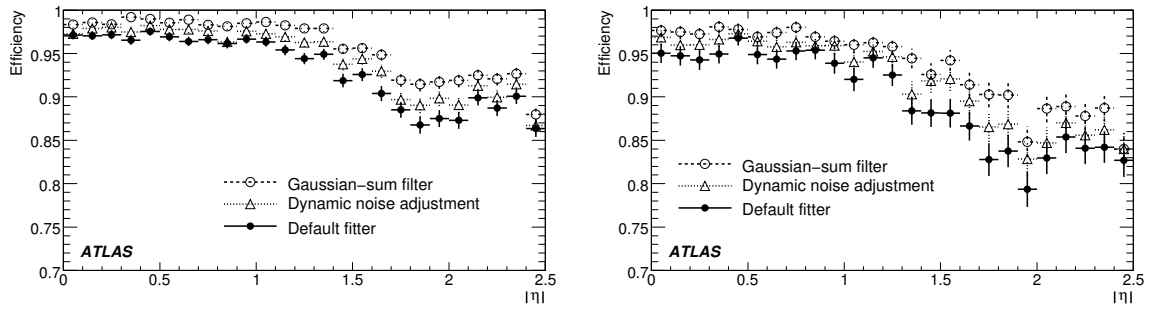 Efficiency
1
0.95
0.9
0.85
0.8
0.75
0.7
Gaussian−sum filter
Dynamic noise adjustment
Default fitter
ATLAS
0 0.5 1 1.5 2 2.5
|η|
Efficiency
1
0.95
0.9
0.85
0.8
0.75
0.7
Gaussian−sum filter
Dynamic noise adjustment
Default fitter
ATLAS
0 0.5 1 1.5 2 2.5
|η|